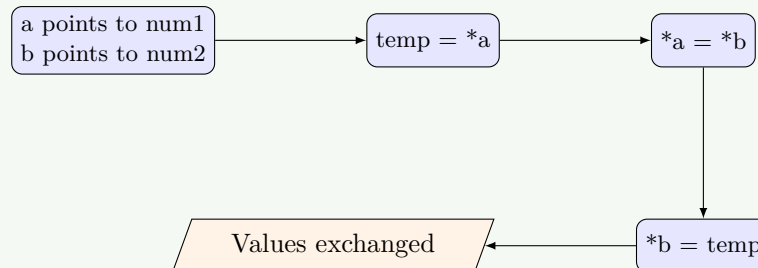 a points to num1
b points to num2
temp = *a
*a = *b
*b = temp
Values exchanged